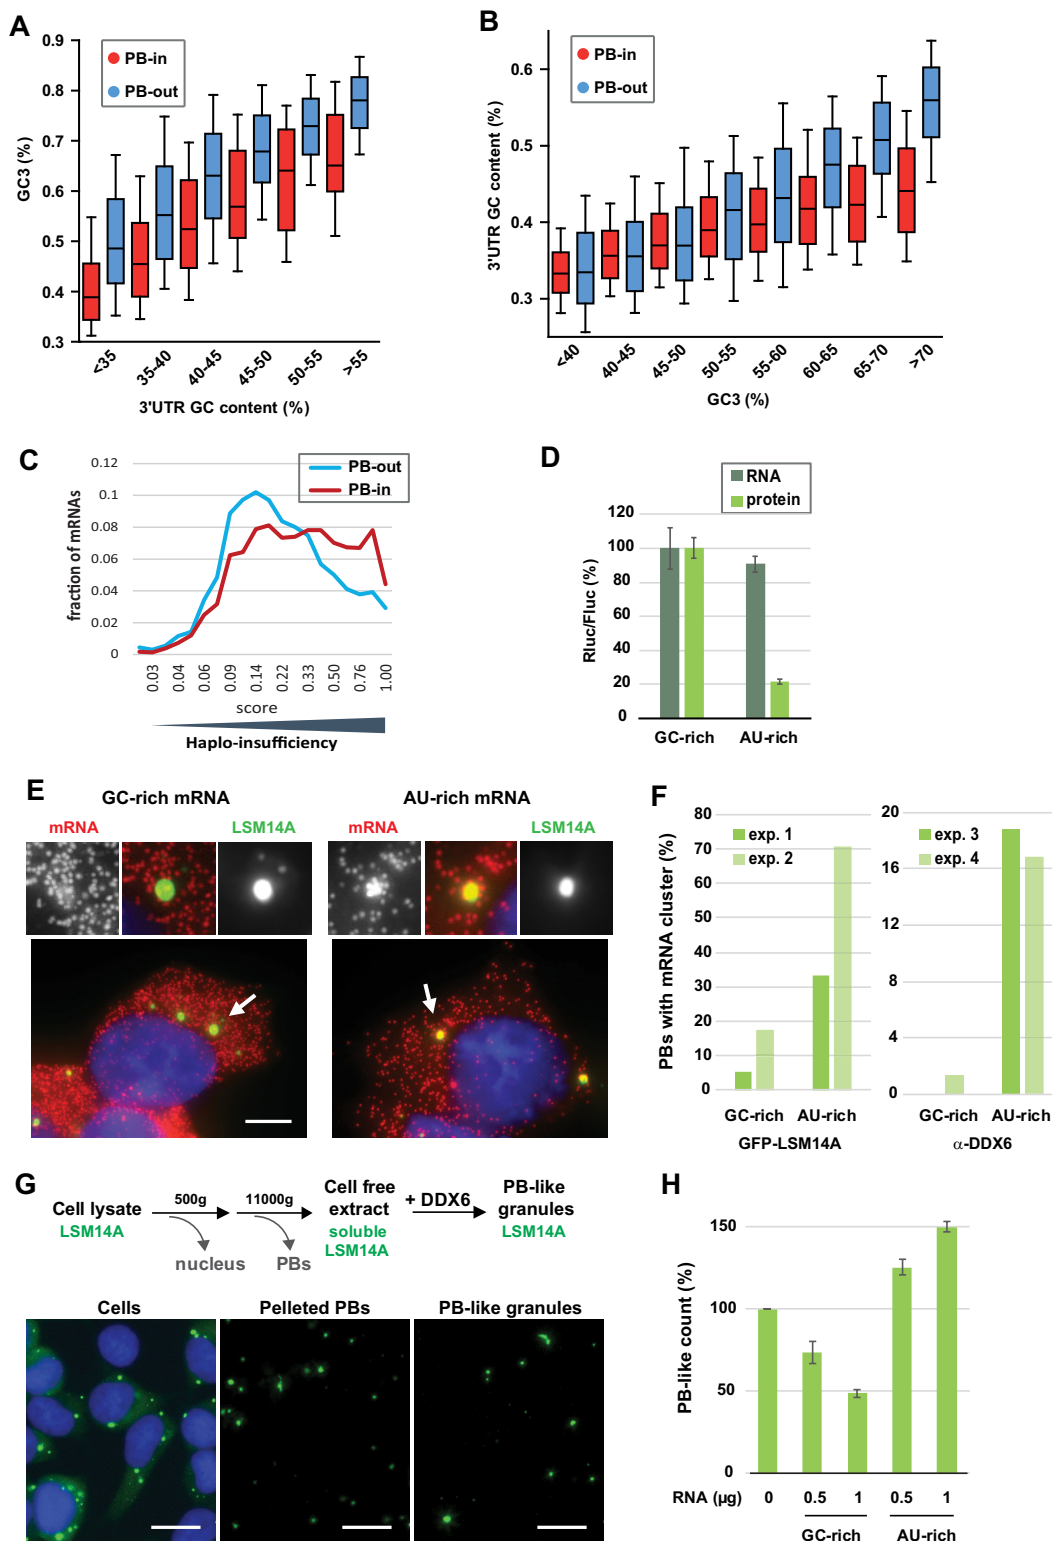 A
PB-in
PB-out
GC3 (%)
0.9
0.8
0.7
0.6
0.5
0.4
0.3
<35
35-40
40-45
45-50
50-55
>55
3'UTR GC content (%)
B
PB-in
PB-out
3'UTR GC content (%)
0.6
0.5
0.4
0.3
<40
40-45
45-50
50-55
55-60
60-65
65-70
>70
GC3 (%)
C
PB-out
PB-in
fraction of mRNAs
0.12
0.1
0.08
0.06
0.04
0.02
0
0.03
0.04
0.06
0.09
0.14
0.22
0.33
0.50
0.76
1.00
score
Haplo-insufficiency
D
RNA
protein
Rluc/Fluc (%)
120
100
80
60
40
20
0
GC-rich
AU-rich
E
GC-rich mRNA
AU-rich mRNA
mRNA
LSM14A
mRNA
LSM14A
F
PBs with mRNA cluster (%)
80
70
60
50
40
30
20
10
0
exp. 1
exp. 2
GC-rich
AU-rich
GFP-LSM14A
20
16
12
8
4
0
exp. 3
exp. 4
GC-rich
AU-rich
α-DDX6
G
Cell lysate
LSM14A
500g
nucleus
11000g
PBs
Cell free
extract
soluble
LSM14A
+ DDX6
PB-like
granules
LSM14A
Cells
Pelleted PBs
PB-like granules
H
PB-like count (%)
150
100
50
0
RNA (µg)
0
0.5
1
0.5
1
GC-rich
AU-rich